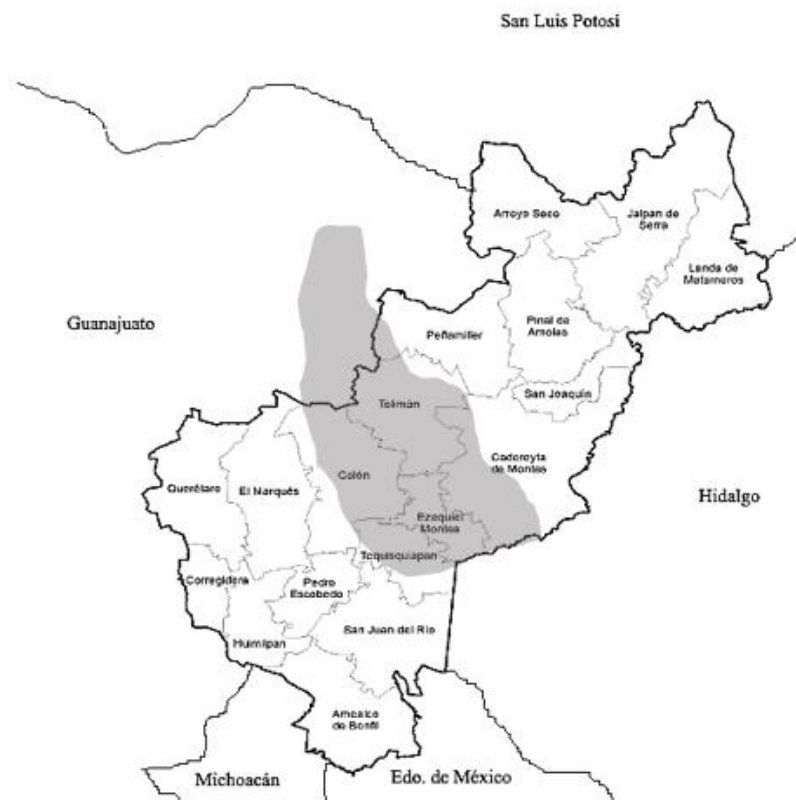 San Luis Potosí
Arroyo Seco
Jalpan de
Serra
Landa de
Matamoros
Guanajuato
Peñamiller
Pinal de
Amoles
San Joaquín
Tolimán
Cadereyta
de Montes
Colón
Querétaro
El Marqués
Hidalgo
Ezequiel
Montes
Tequisquiapan
Corregidora
Pedro
Escobedo
San Juan del Río
Huimilpan
Amealco
de Bonfil
Michoacán
Edo. de México